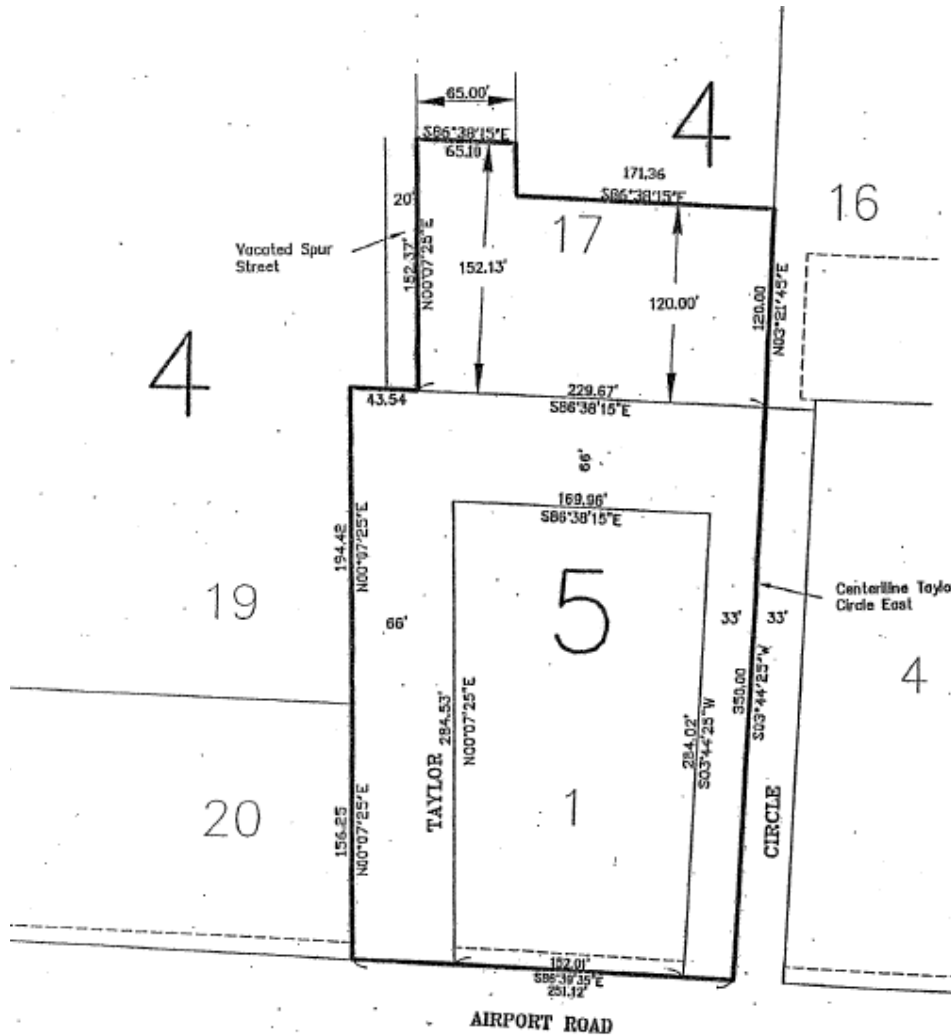 65.00'
4
S86°38'15"E
65.10
171.36
S86°38'15"E
16
20'
17
Vacated Spur
Street
152.37'
N00°07'25"E
152.13'
120.00'
120.00
N03°21'45"E
4
43.54
229.67'
S86°38'15"E
66'
169.96'
S86°38'15"E
194.42
N00°07'25"E
5
Centerline Taylo
Circle East
19
66'
33'
33'
4
284.53'
N00°07'25"E
350.00
S03°44'25"W
284.02'
S03°44'25"W
TAYLOR
20
1
CIRCLE
156.25
N00°07'25"E
152.01'
S86°39'35"E
251.12'
AIRPORT ROAD